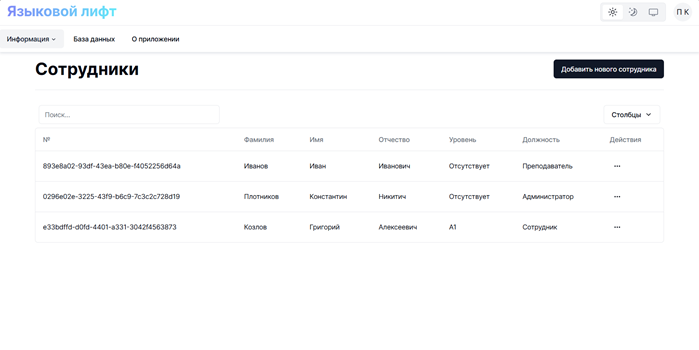 Языковой лифт
П К
Информация База данных О приложении
Сотрудники
Добавить нового сотрудника
Поиск...
Столбцы
№ Фамилия Имя Отчество Уровень Должность Действия
893e8a02-93df-43ea-b80e-f4052256d64a Иванов Иван Иванович Отсутствует Преподаватель ...
0296e02e-3225-43f9-b6c9-7c3c2c728d19 Плотников Константин Никитич Отсутствует Администратор ...
e33bdffd-d0fd-4401-a331-3042f4563873 Козлов Григорий Алексеевич A1 Сотрудник ...